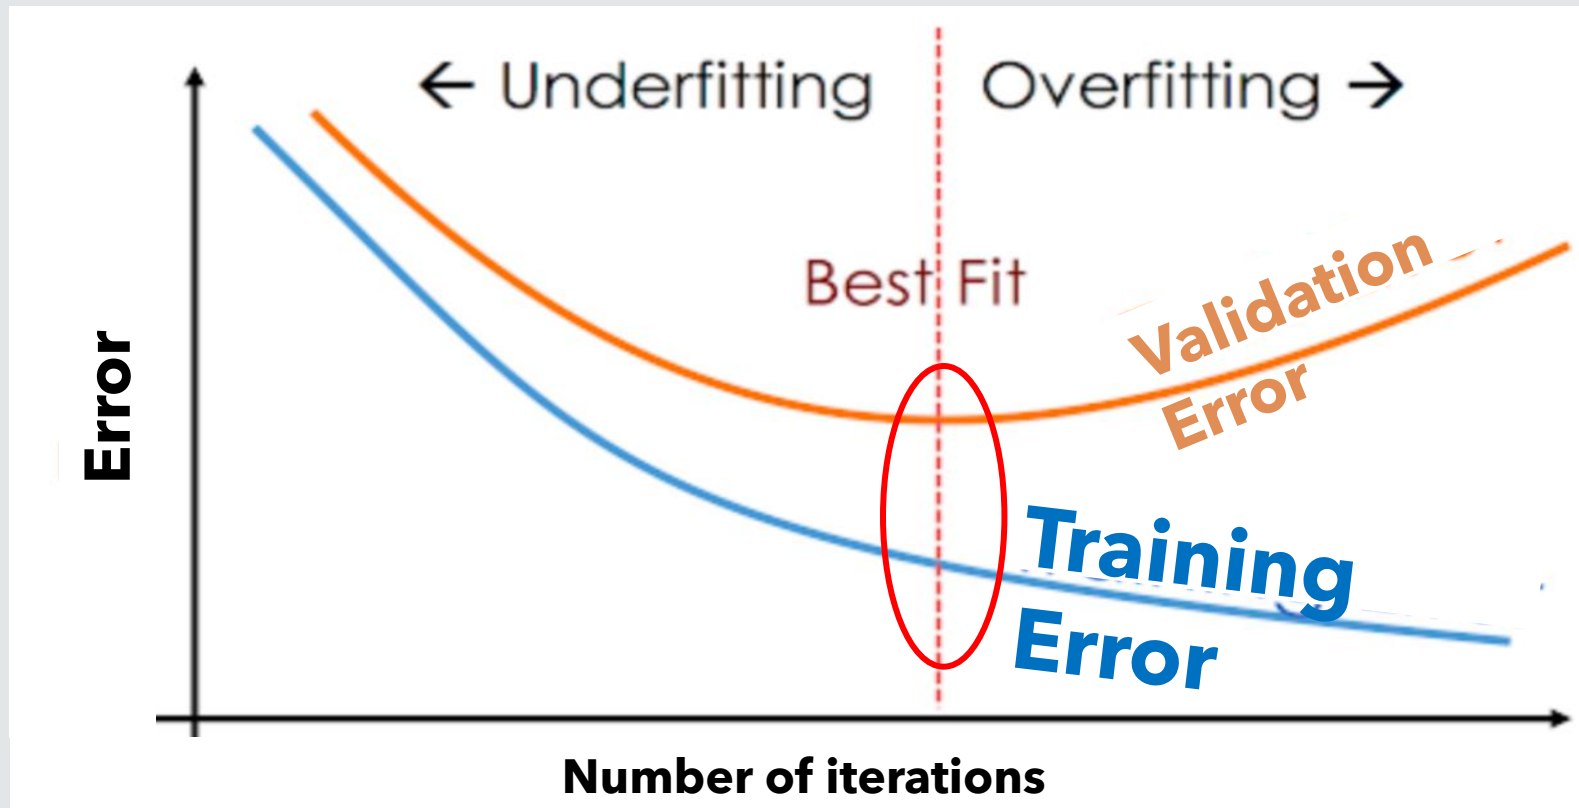 ← Underfitting
Overfitting →
Best Fit
Validation
Error
Training
Error
Error
Number of iterations